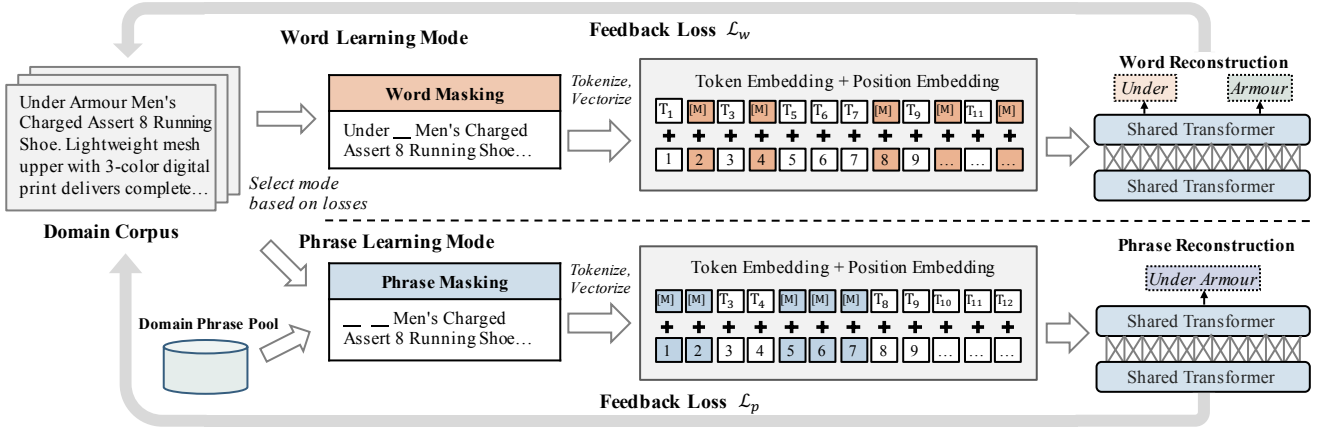 Feedback Loss ℒw
Word Learning Mode
Under Armour Men's
Charged Assert 8 Running
Shoe. Lightweight mesh
upper with 3-color digital
print delivers complete…
Domain Corpus
Select mode
based on losses
Word Masking
Under __ Men's Charged
Assert 8 Running Shoe…
Tokenize,
Vectorize
Token Embedding + Position Embedding
T1 [M] T3 [M] T5 T6 T7 [M] T9 [M] T11 [M]
+ + + + + + + + + + + +
1 2 3 4 5 6 7 8 9 … … …
Word Reconstruction
Under Armour
Shared Transformer
Shared Transformer
Phrase Learning Mode
Domain Phrase Pool
Phrase Masking
__ __ Men's Charged
Assert 8 Running Shoe…
Tokenize,
Vectorize
Token Embedding + Position Embedding
[M] [M] T3 T4 [M] [M] [M] T8 T9 T10 T11 T12
+ + + + + + + + + + + +
1 2 3 4 5 6 7 8 9 … … …
Phrase Reconstruction
Under Armour
Shared Transformer
Shared Transformer
Feedback Loss ℒp